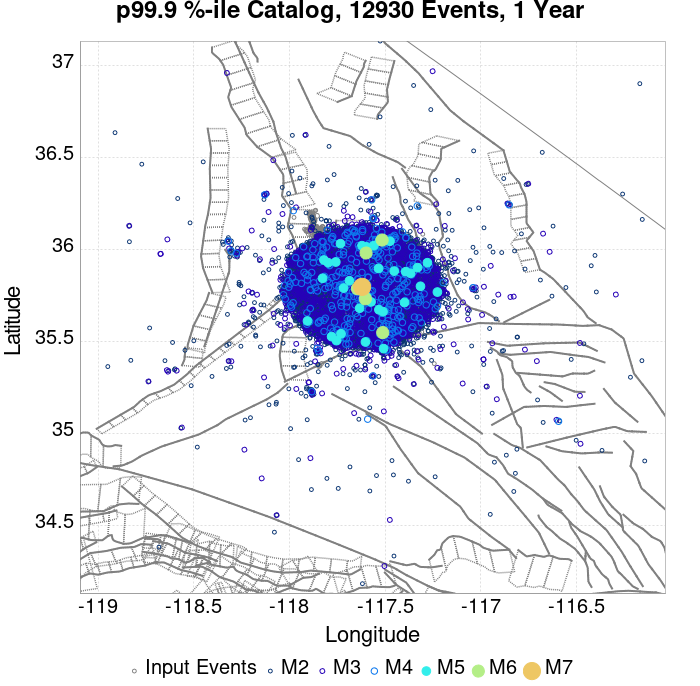 p99.9 %-ile Catalog, 12930 Events, 1 Year
37
36.5
36
35.5
35
34.5
Latitude
-119 -118.5 -118 -117.5 -117 -116.5
Longitude
Input Events M2 M3 M4 M5 M6 M7